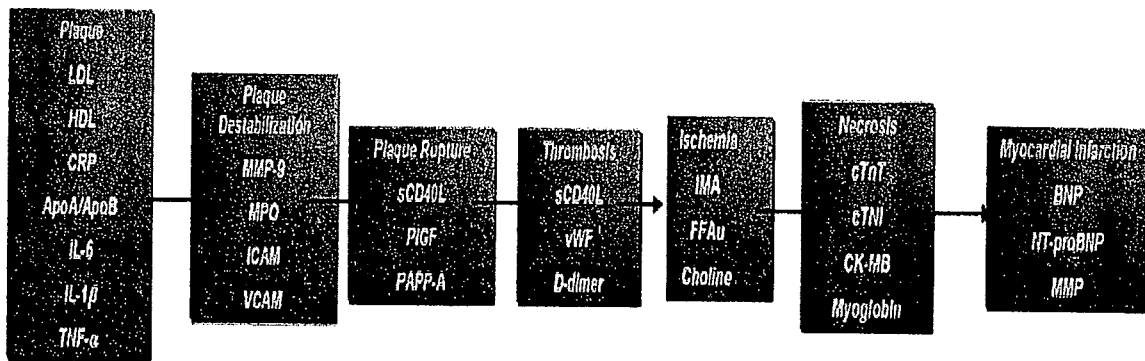 Plaque
LDL
HDL
CRP
ApoA/ApoB
IL-6
IL-1β
TNF-α
Plaque
Destabilization
MMP-9
MPO
ICAM
VCAM
Plaque Rupture
sCD40L
PlGF
PAPP-A
Thrombosis
sCD40L
vWF
D-dimer
Ischemia
IMA
FFAu
Choline
Necrosis
cTnT
cTNI
CK-MB
Myoglobin
Myocardial Infarction
BNP
NT-proBNP
MMP